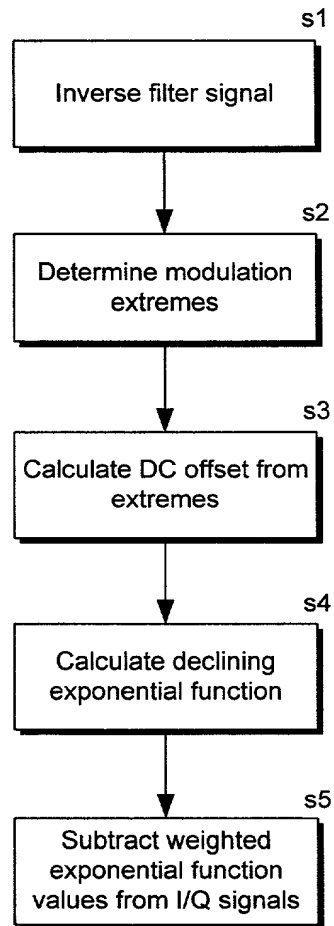 s1
Inverse filter signal
s2
Determine modulation
extremes
s3
Calculate DC offset from
extremes
s4
Calculate declining
exponential function
s5
Subtract weighted
exponential function
values from I/Q signals